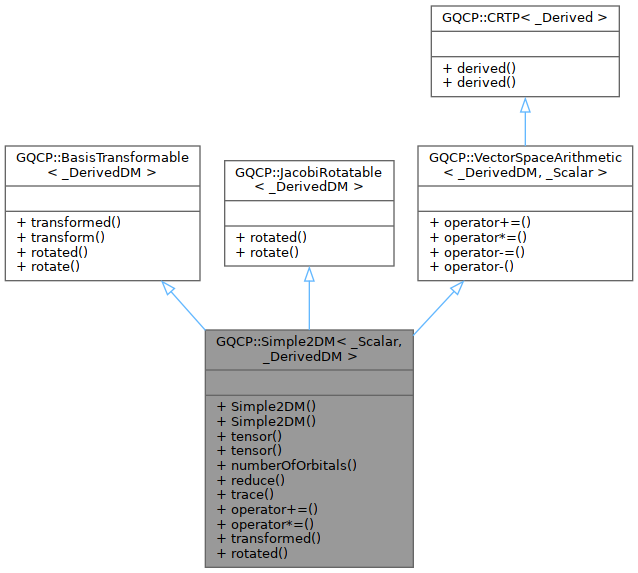 GQCP::CRTP< _Derived >
+ derived()
+ derived()
GQCP::BasisTransformable
< _DerivedDM >
+ transformed()
+ transform()
+ rotated()
+ rotate()
GQCP::JacobiRotatable
< _DerivedDM >
+ rotated()
+ rotate()
GQCP::VectorSpaceArithmetic
< _DerivedDM, _Scalar >
+ operator+=()
+ operator*=()
+ operator-=()
+ operator-()
GQCP::Simple2DM< _Scalar,
_DerivedDM >
+ Simple2DM()
+ Simple2DM()
+ tensor()
+ tensor()
+ numberOfOrbitals()
+ reduce()
+ trace()
+ operator+=()
+ operator*=()
+ transformed()
+ rotated()